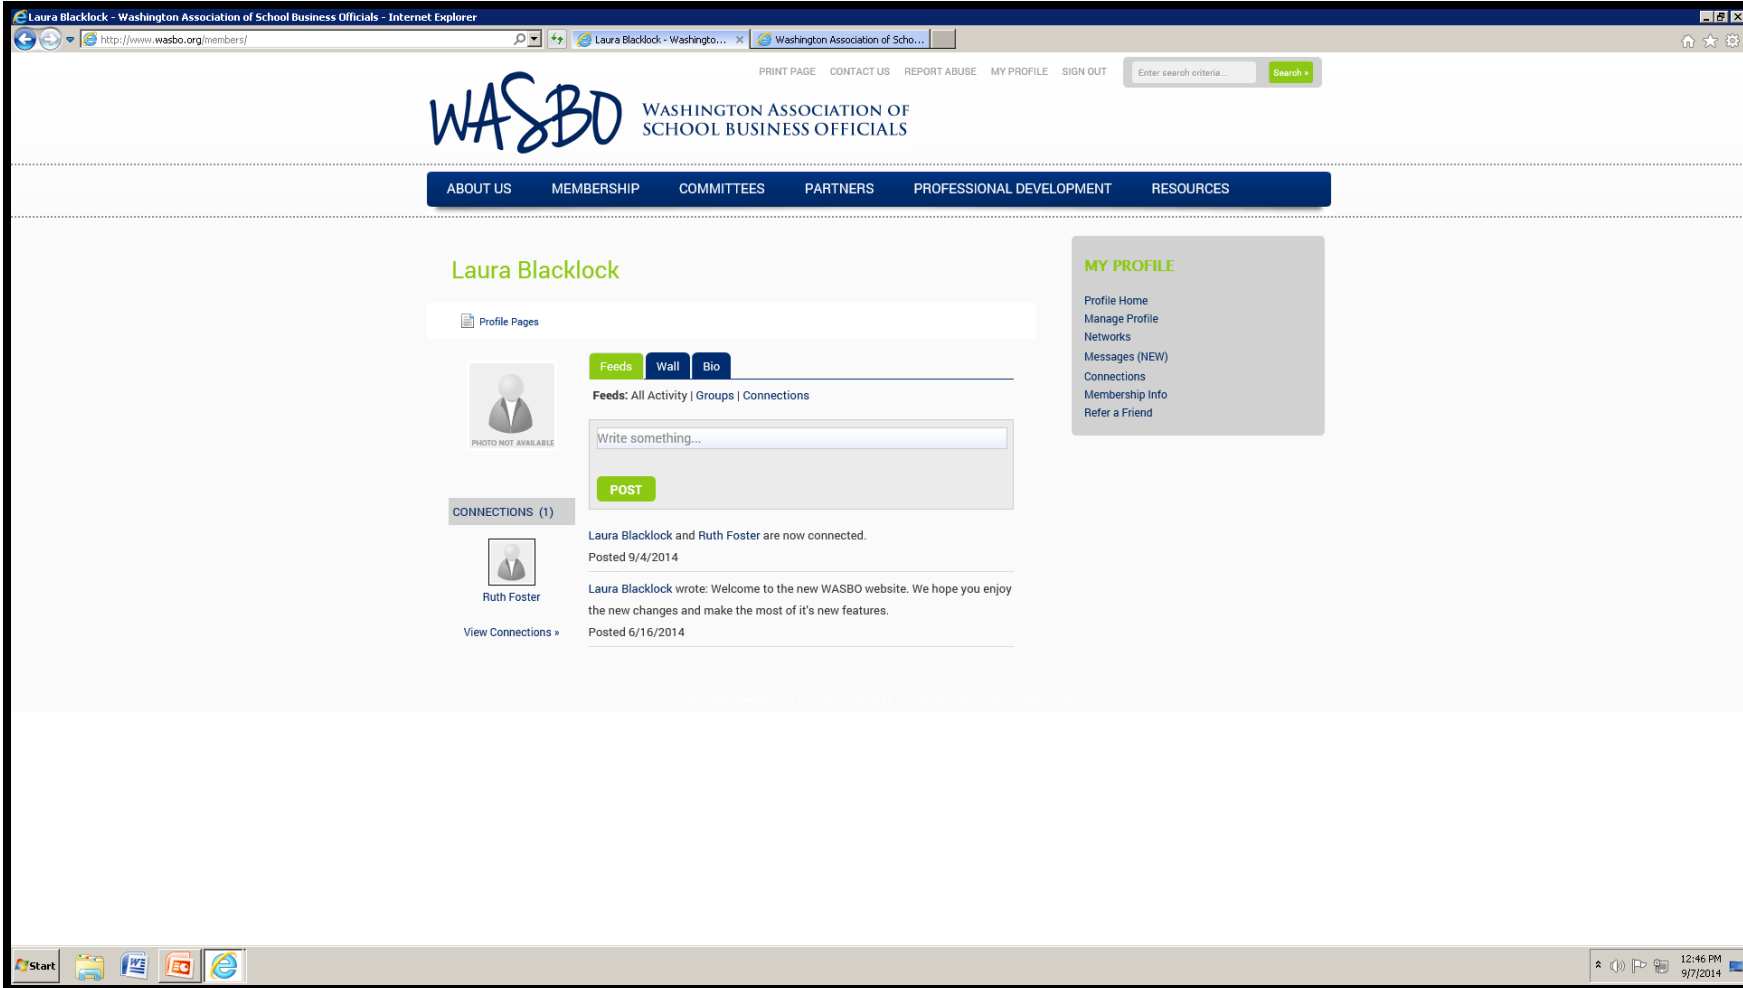 Laura Blacklock - Washington Association of School Business Officials - Internet Explorer
http://www.wasbo.org/members/
Laura Blacklock - Washingto...
Washington Association of Scho...
PRINT PAGE CONTACT US REPORT ABUSE MY PROFILE SIGN OUT
Enter search criteria...
Search »
WASBO
WASHINGTON ASSOCIATION OF
SCHOOL BUSINESS OFFICIALS
ABOUT US MEMBERSHIP COMMITTEES PARTNERS PROFESSIONAL DEVELOPMENT RESOURCES
Laura Blacklock
Profile Pages
PHOTO NOT AVAILABLE
CONNECTIONS (1)
Ruth Foster
View Connections »
Feeds Wall Bio
Feeds: All Activity | Groups | Connections
Write something...
POST
Laura Blacklock and Ruth Foster are now connected.
Posted 9/4/2014
Laura Blacklock wrote: Welcome to the new WASBO website. We hope you enjoy
the new changes and make the most of it's new features.
Posted 6/16/2014
MY PROFILE
Profile Home
Manage Profile
Networks
Messages (NEW)
Connections
Membership Info
Refer a Friend
Start
12:46 PM
9/7/2014